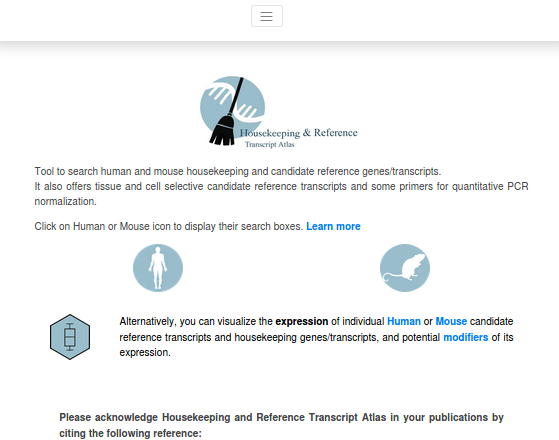 Housekeeping & Reference
Transcript Atlas
Tool to search human and mouse housekeeping and candidate reference genes/transcripts.
It also offers tissue and cell selective candidate reference transcripts and some primers for quantitative PCR
normalization.
Click on Human or Mouse icon to display their search boxes. Learn more
Alternatively, you can visualize the expression of individual Human or Mouse candidate
reference transcripts and housekeeping genes/transcripts, and potential modifiers of its
expression.
Please acknowledge Housekeeping and Reference Transcript Atlas in your publications by
citing the following reference: